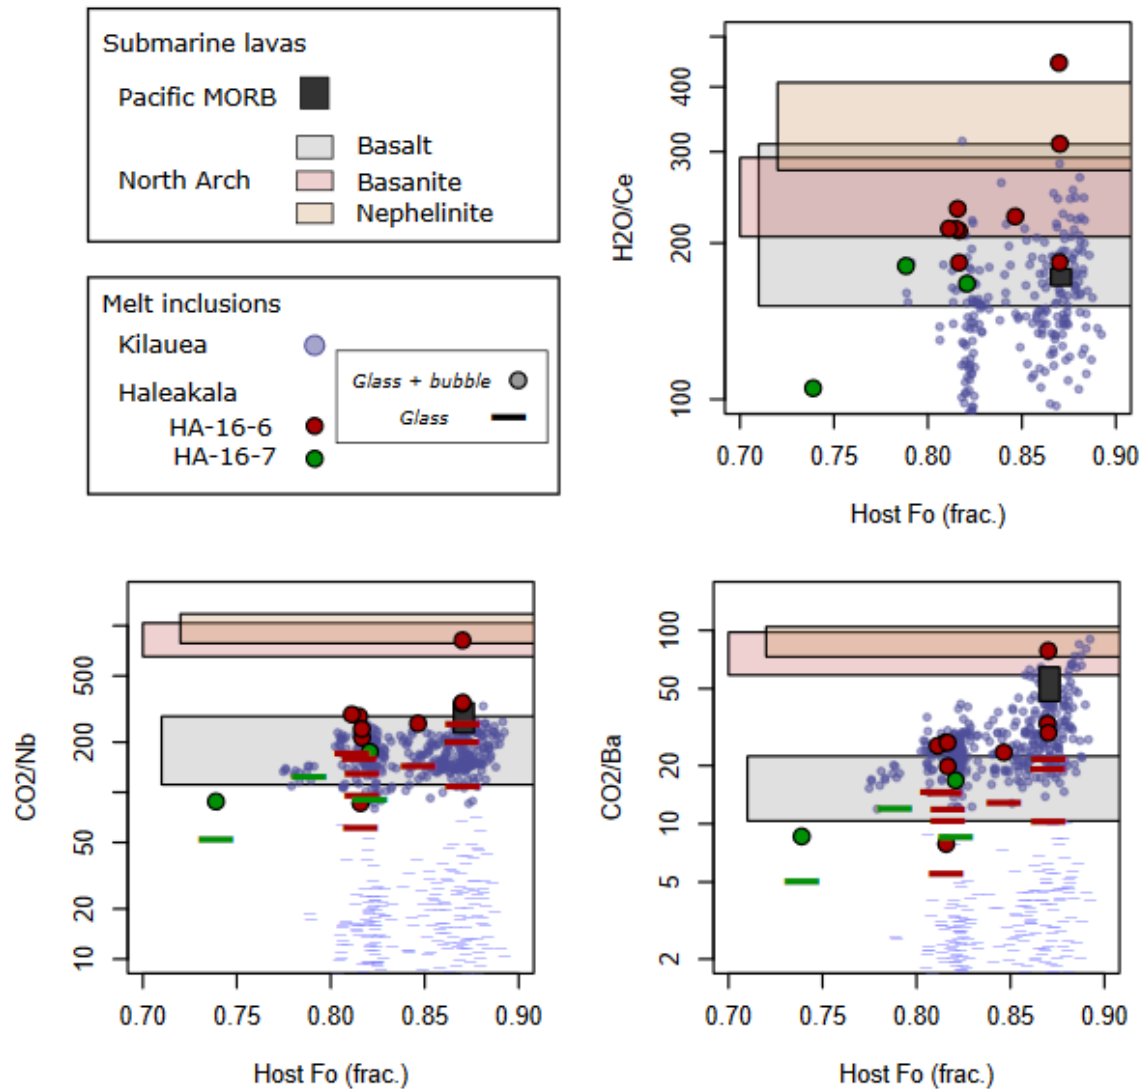 Submarine lavas
Pacific MORB
North Arch
Basalt
Basanite
Nephelinite
Melt inclusions
Kilauea
Haleakala
HA-16-6
HA-16-7
Glass + bubble
Glass
H2O/Ce
400
300
200
100
0.70 0.75 0.80 0.85 0.90
Host Fo (frac.)
CO2/Nb
500
200
50
20
10
0.70 0.75 0.80 0.85 0.90
Host Fo (frac.)
CO2/Ba
100
50
20
10
5
2
0.70 0.75 0.80 0.85 0.90
Host Fo (frac.)